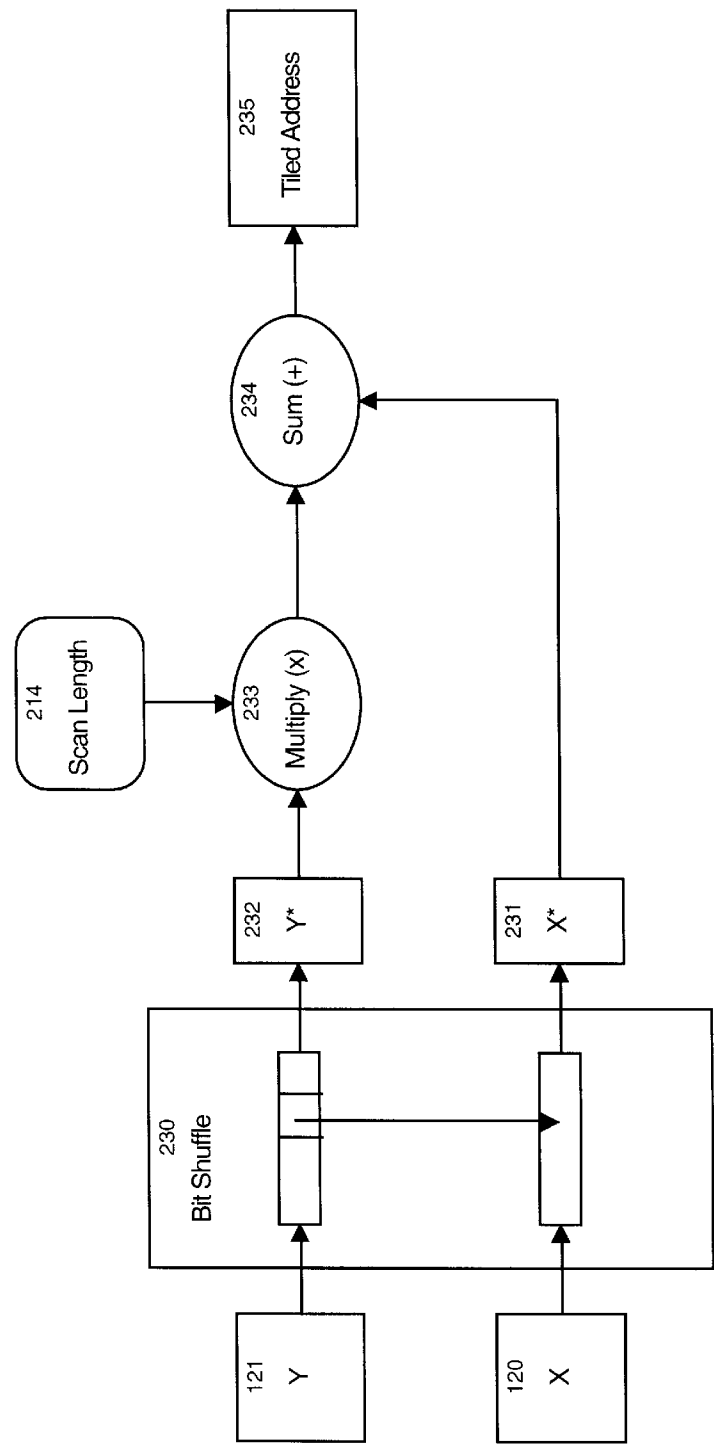 121
Y
120
X
230
Bit Shuffle
232
Y*
231
X*
214
Scan Length
233
Multiply (x)
234
Sum (+)
235
Tiled Address